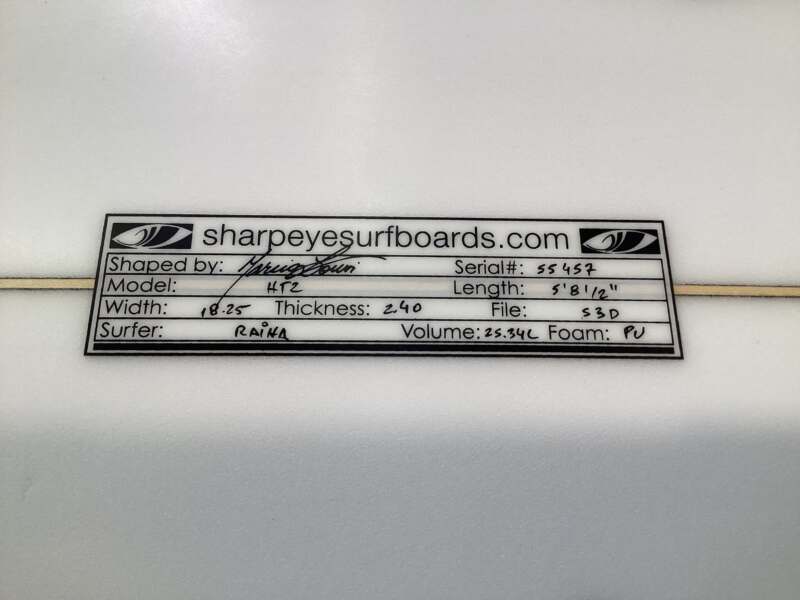 sharpeyesurfboards.com
Shaped by: Serial#: 55457
Model: HT2 Length: 5'8 1/2"
Width: 18.25 Thickness: 2.40 File: S3D
Surfer: RAINA Volume: 25.34L Foam: PU